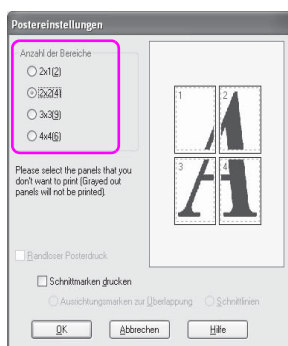 Postereinstellungen
Anzahl der Bereiche
2x1(2)
2x2(4)
3x3(9)
4x4(6)
1
2
3
4
Please select the panels that you
don't want to print (Grayed out
panels will not be printed).
Randloser Posterdruck
Schnittmarken drucken
Ausrichtungsmarken zur Überlappung
Schnittlinien
OK
Abbrechen
Hilfe